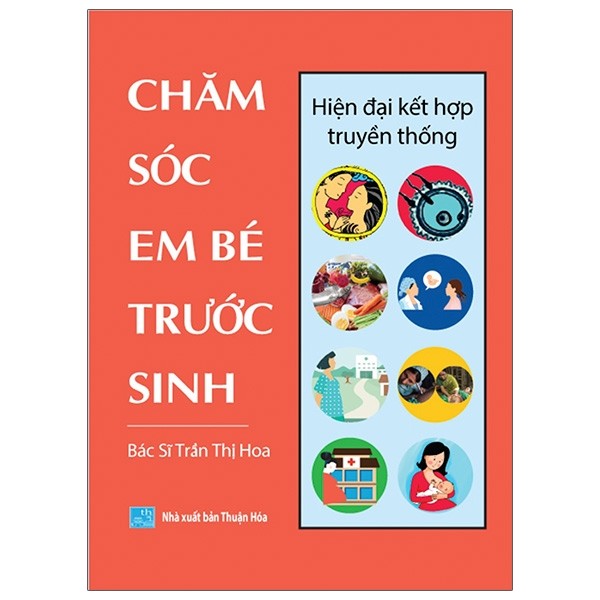 CHĂM
SÓC
EM BÉ
TRƯỚC
SINH
Bác Sĩ Trần Thị Hoa
Nhà xuất bản Thuận Hóa
Hiện đại kết hợp
truyền thống